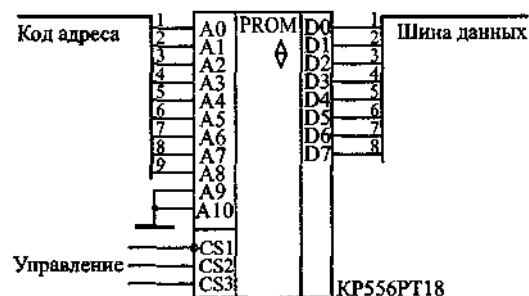 Код адреса
1 A0 PROM D0 1 Шина данных
2 A1 D1 2
3 A2 D2 3
4 A3 D3 4
5 A4 D4 5
6 A5 D5 6
7 A6 D6 7
8 A7 D7 8
9 A8
A9
A10
CS1
Управление CS2
CS3 КР556РТ18